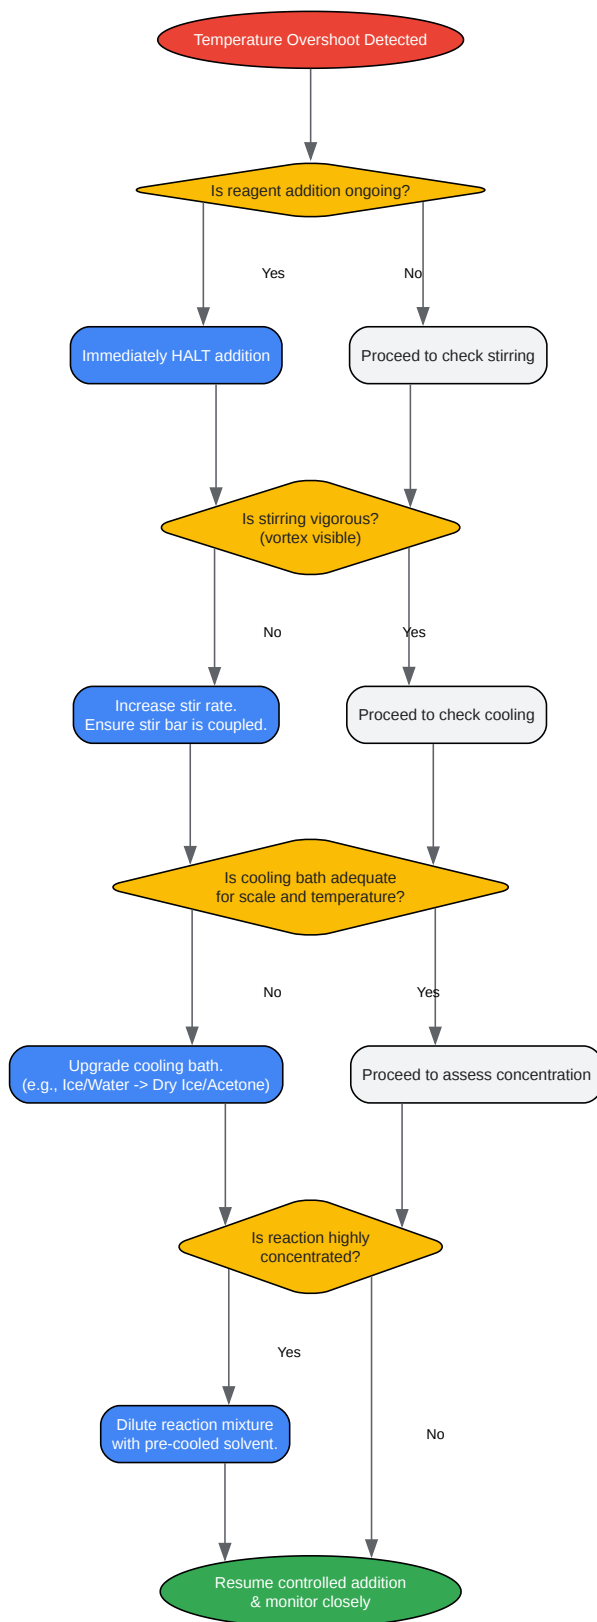 Temperature Overshoot Detected
Is reagent addition ongoing?
Yes
No
Immediately HALT addition
Proceed to check stirring
Is stirring vigorous?
(vortex visible)
No
Yes
Increase stir rate.
Ensure stir bar is coupled.
Proceed to check cooling
Is cooling bath adequate
for scale and temperature?
No
Yes
Upgrade cooling bath.
(e.g., Ice/Water -> Dry Ice/Acetone)
Proceed to assess concentration
Is reaction highly
concentrated?
Yes
Dilute reaction mixture
with pre-cooled solvent.
No
Resume controlled addition
& monitor closely